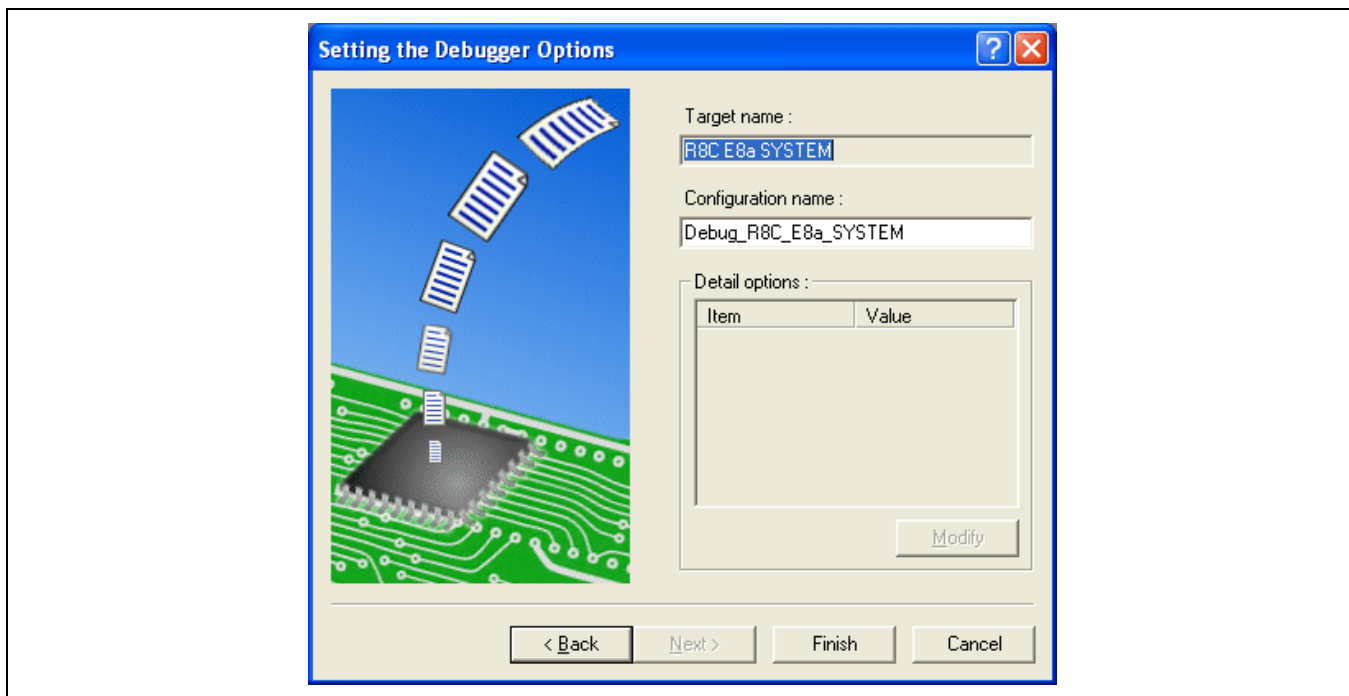 Setting the Debugger Options
Target name :
R8C E8a SYSTEM
Configuration name :
Debug_R8C_E8a_SYSTEM
Detail options :
Item Value
Modify
< Back Next > Finish Cancel